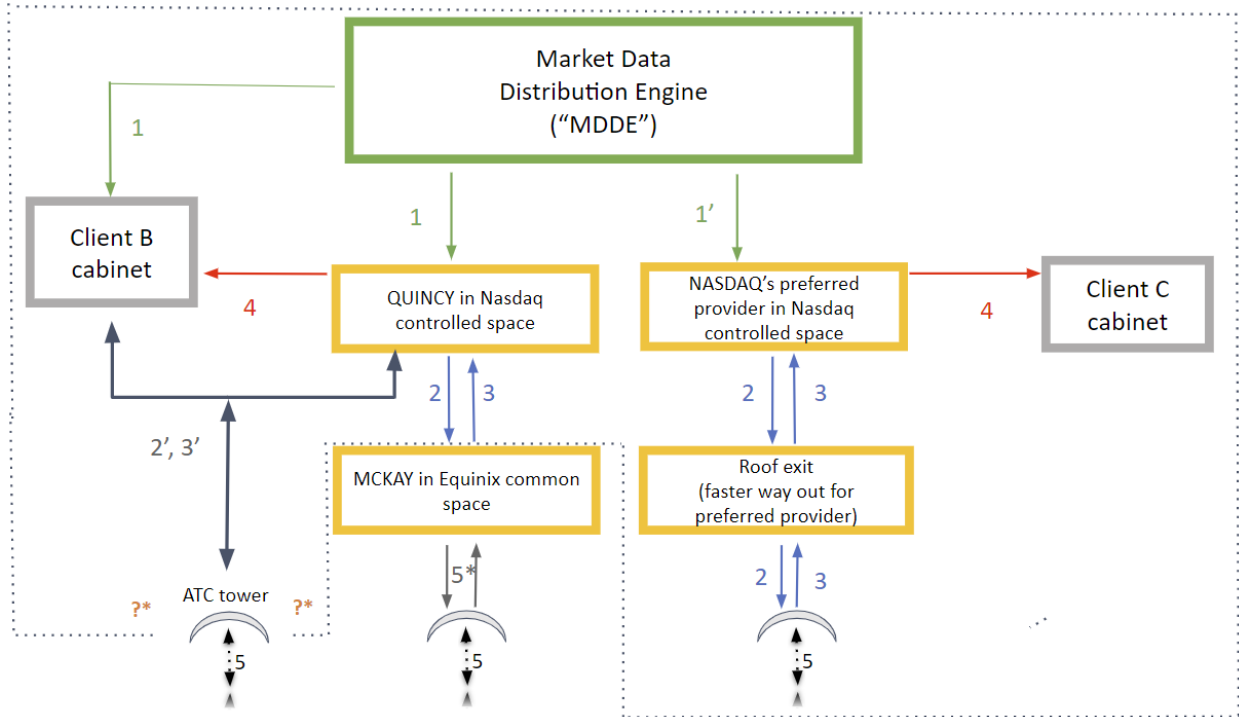 Market Data
Distribution Engine
(“MDDE”)
1
1
1’
Client B
cabinet
4
QUINCY in Nasdaq
controlled space
NASDAQ’s preferred
provider in Nasdaq
controlled space
4
Client C
cabinet
2
3
2
3
2’, 3’
MCKAY in Equinix common
space
Roof exit
(faster way out for
preferred provider)
5*
2
3
?*
ATC tower
?*
5
5
5